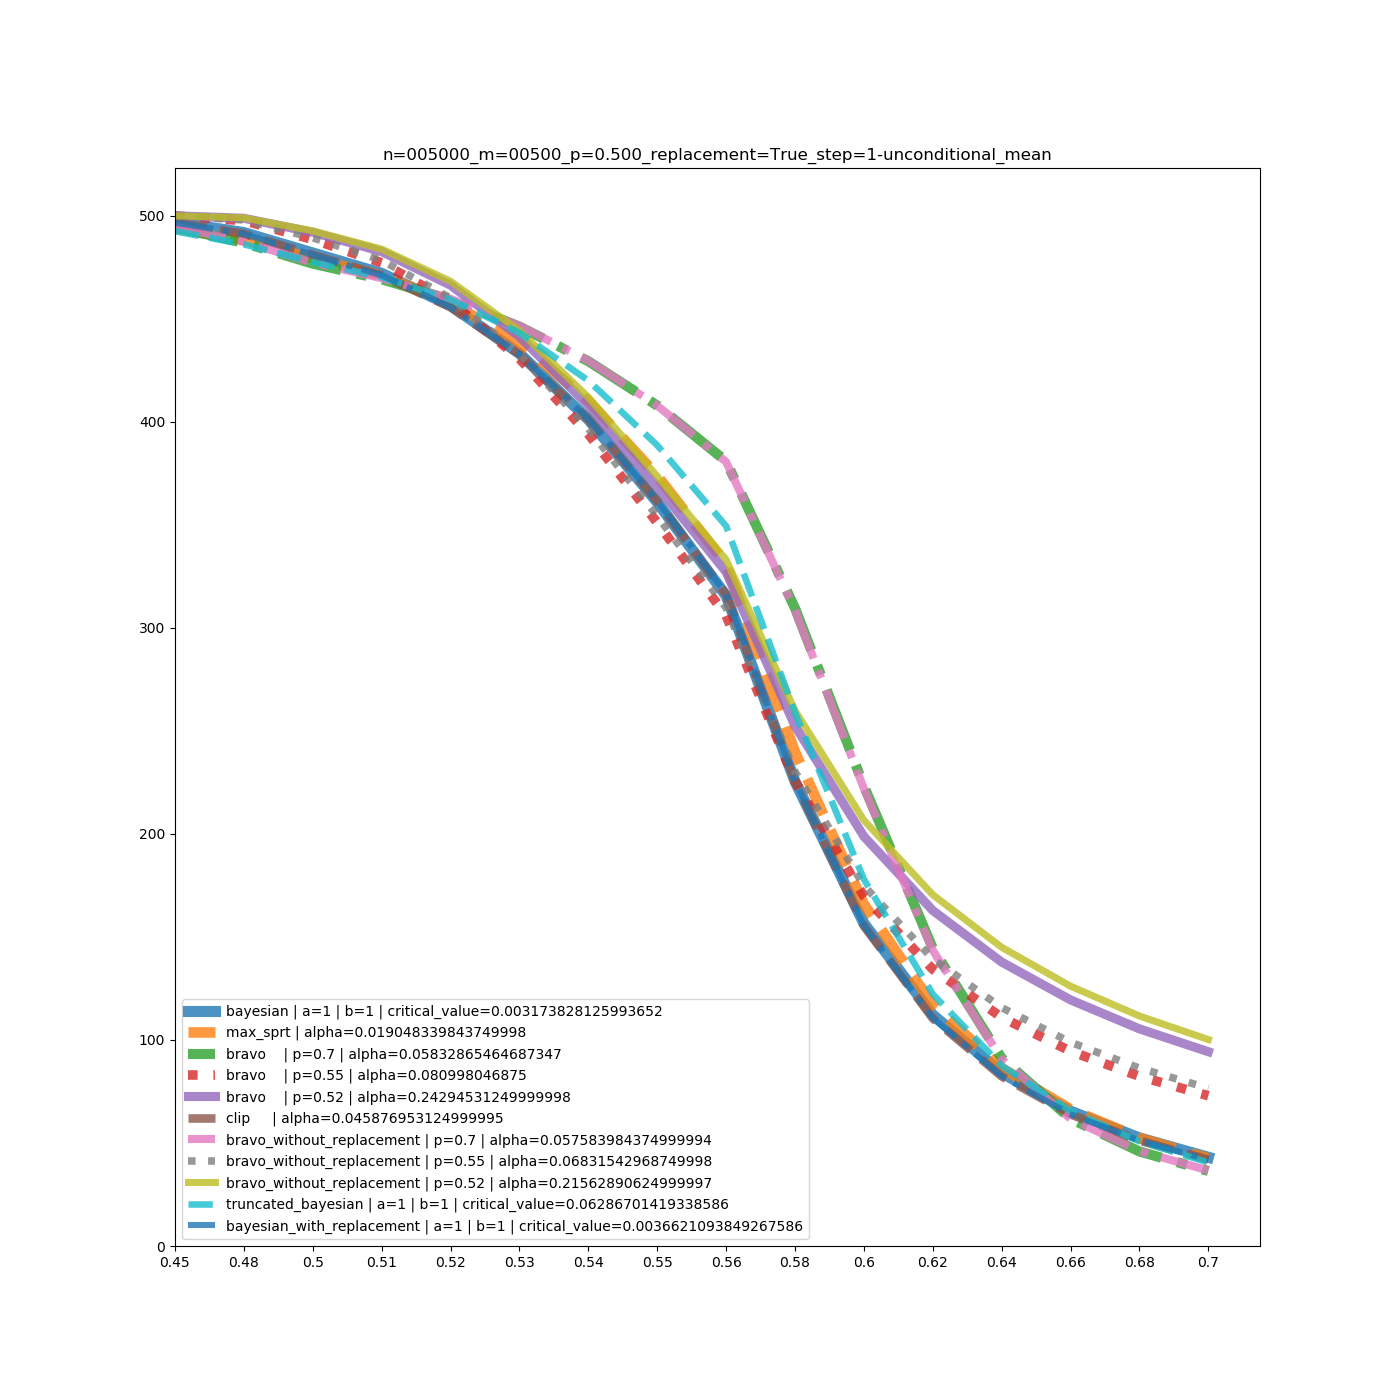 n=005000_m=00500_p=0.500_replacement=True_step=1-unconditional_mean
500
400
300
200
100
0
bayesian | a=1 | b=1 | critical_value=0.003173828125993652
max_sprt | alpha=0.019048339843749998
bravo    | p=0.7 | alpha=0.05832865464687347
bravo    | p=0.55 | alpha=0.080998046875
bravo    | p=0.52 | alpha=0.24294531249999998
clip     | alpha=0.045876953124999995
bravo_without_replacement | p=0.7 | alpha=0.057583984374999994
bravo_without_replacement | p=0.55 | alpha=0.06831542968749998
bravo_without_replacement | p=0.52 | alpha=0.21562890624999997
truncated_bayesian | a=1 | b=1 | critical_value=0.06286701419338586
bayesian_with_replacement | a=1 | b=1 | critical_value=0.0036621093849267586
0.45 0.48 0.5 0.51 0.52 0.53 0.54 0.55 0.56 0.58 0.6 0.62 0.64 0.66 0.68 0.7